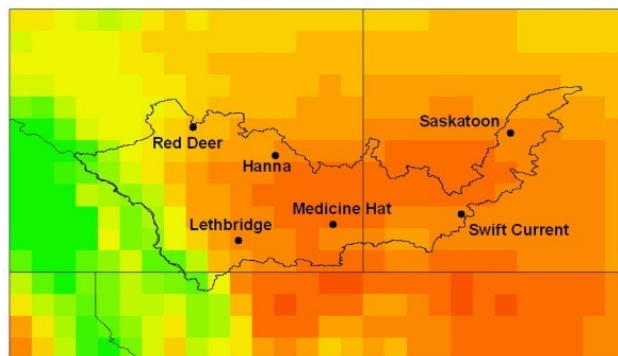 Saskatoon
Red Deer
Hanna
Medicine Hat
Lethbridge
Swift Current